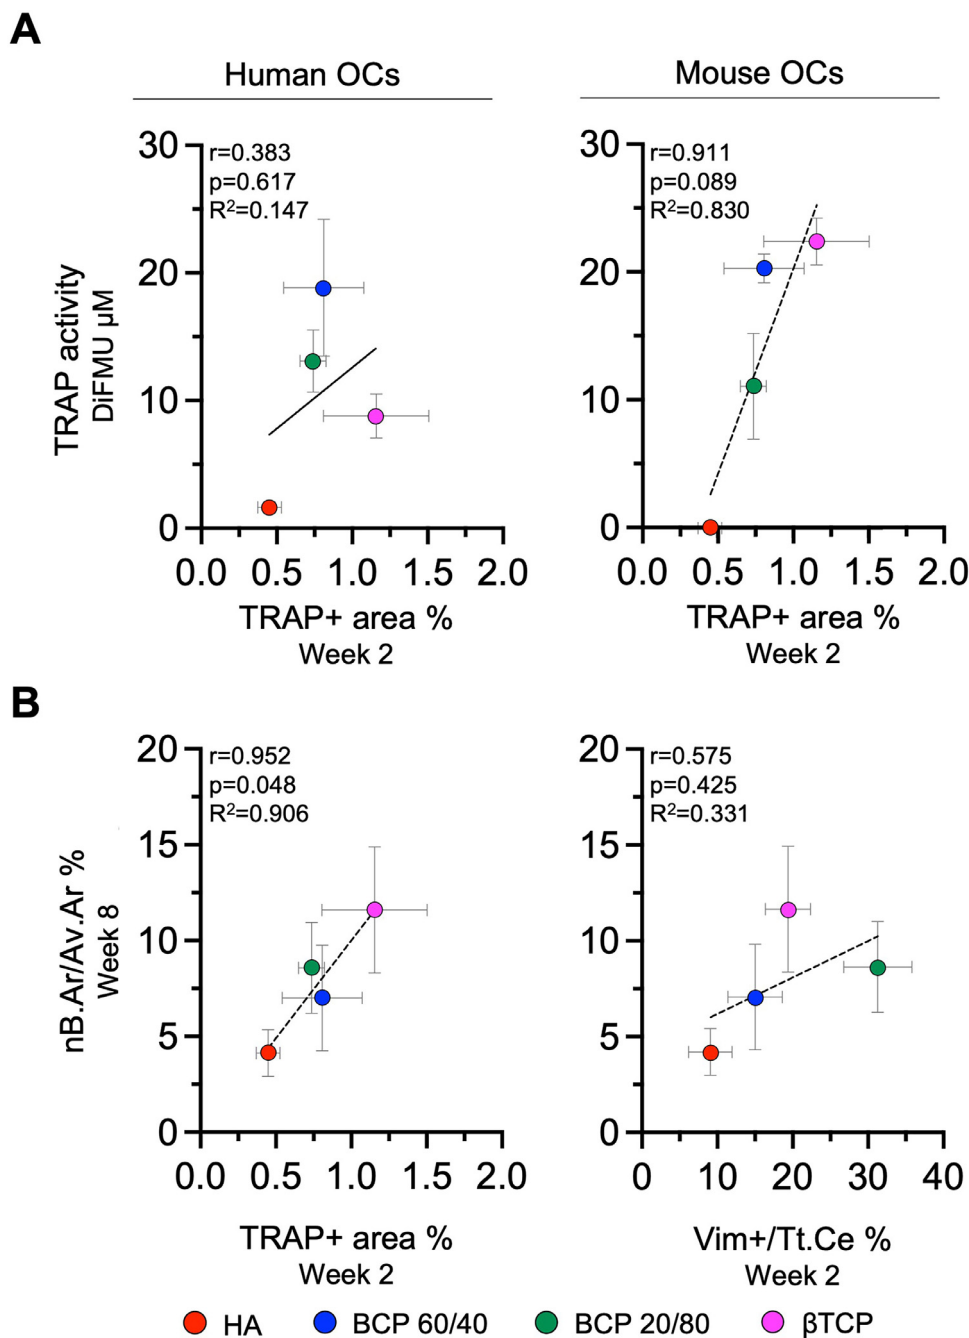 A
Human OCs
Mouse OCs
r=0.383
p=0.617
R²=0.147
30
20
10
0
TRAP activity
DiFMU µM
0.0 0.5 1.0 1.5 2.0
TRAP+ area %
Week 2
r=0.911
p=0.089
R²=0.830
30
20
10
0
0.0 0.5 1.0 1.5 2.0
TRAP+ area %
Week 2
B
r=0.952
p=0.048
R²=0.906
20
15
10
5
0
nB.Ar/Av.Ar %
Week 8
0.0 0.5 1.0 1.5 2.0
TRAP+ area %
Week 2
r=0.575
p=0.425
R²=0.331
20
15
10
5
0
0 10 20 30 40
Vim+/Tt.Ce %
Week 2
HA BCP 60/40 BCP 20/80 βTCP